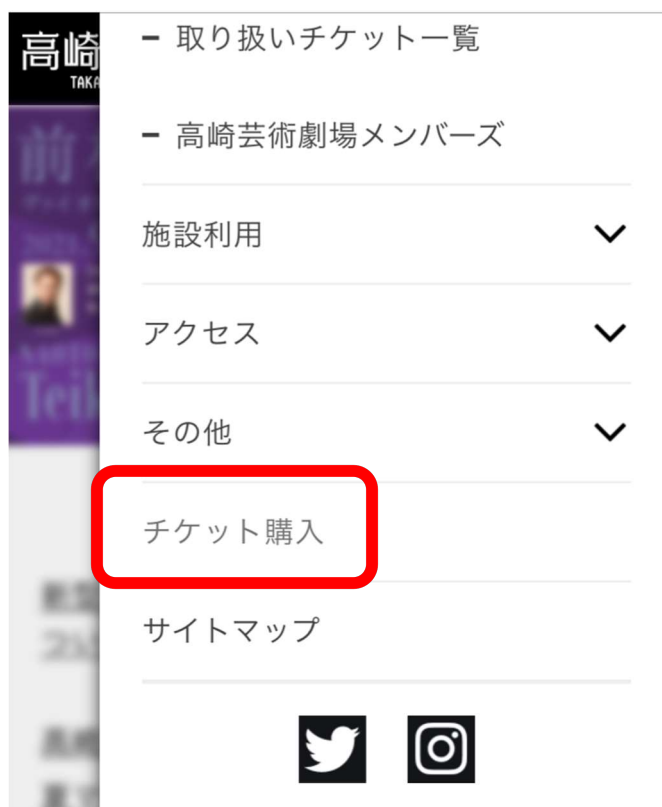 高崎
TAKA
前
Teik
- 取り扱いチケット一覧
- 高崎芸術劇場メンバーズ
施設利用
アクセス
その他
チケット購入
サイトマップ